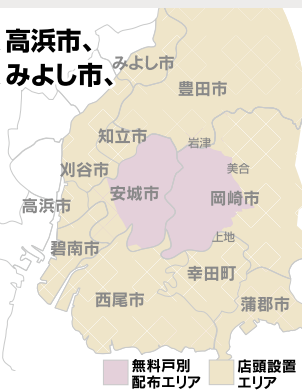 高浜市、
みよし市、
みよし市
豊田市
知立市
岩津
刈谷市
美合
安城市
岡崎市
高浜市
上地
碧南市
幸田町
西尾市
蒲郡市
無料戸別
配布エリア
店頭設置
エリア